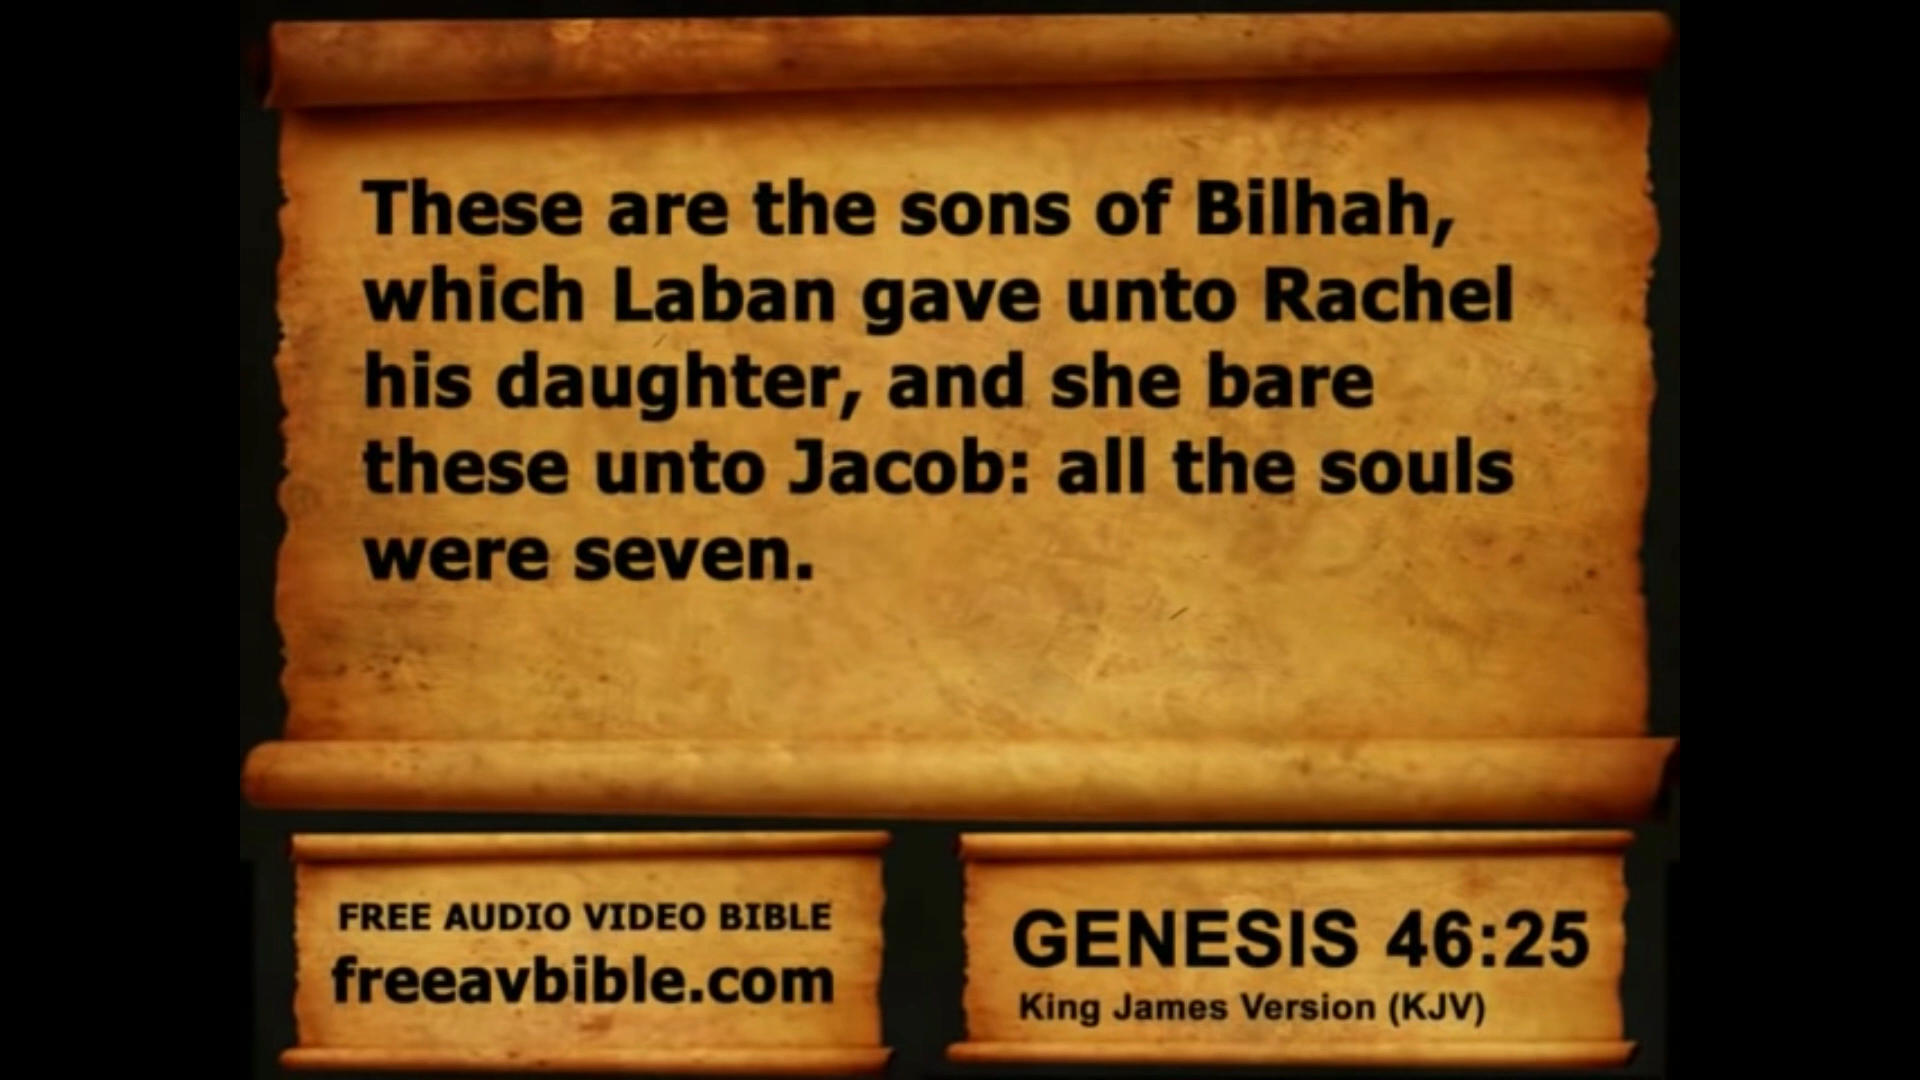 These are the sons of Bilhah,
which Laban gave unto Rachel
his daughter, and she bare
these unto Jacob: all the souls
were seven.
FREE AUDIO VIDEO BIBLE
freeavbible.com
GENESIS 46:25
King James Version (KJV)